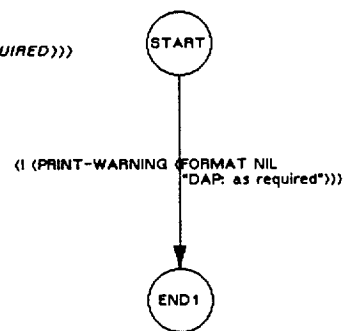 START
UIRED)))
(! (PRINT-WARNING (FORMAT NIL
"DAP: as required")))
END1